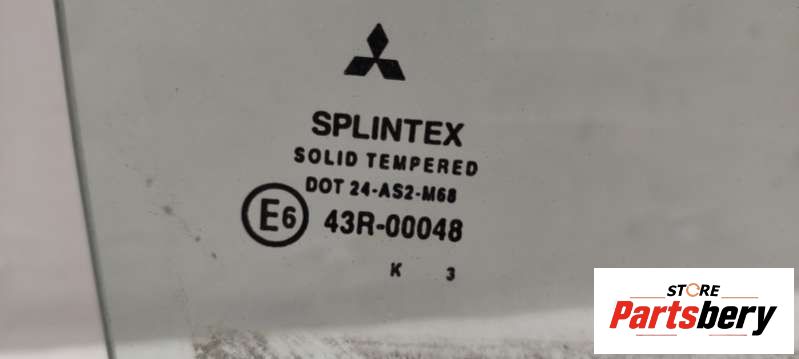 SPLINTEX
SOLID TEMPERED
DOT 24-AS2-M68
E6 43R-00048
K 3
STORE
Partsbery